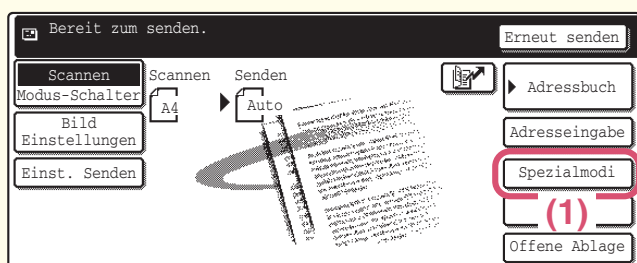 Bereit zum senden.
Erneut senden
Scannen
Modus-Schalter
Scannen
Senden
A4
Auto
Adressbuch
Bild
Einstellungen
Adresseingabe
Einst. Senden
Spezialmodi
(1)
Offene Ablage